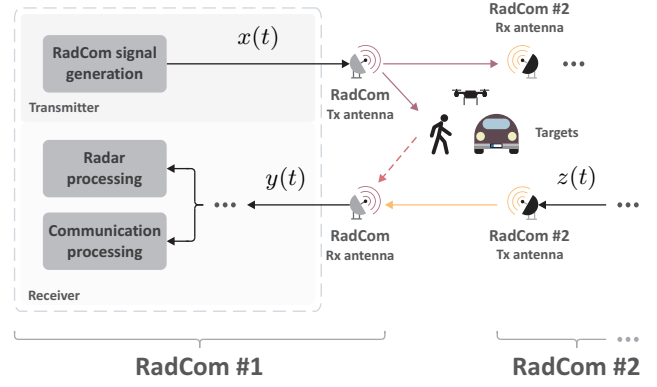 RadCom signal
generation
Transmitter
x(t)
RadCom
Tx antenna
RadCom #2
Rx antenna
...
Targets
Radar
processing
Communication
processing
...
y(t)
Receiver
RadCom
Rx antenna
RadCom #2
Tx antenna
z(t)
...
...
RadCom #1
RadCom #2